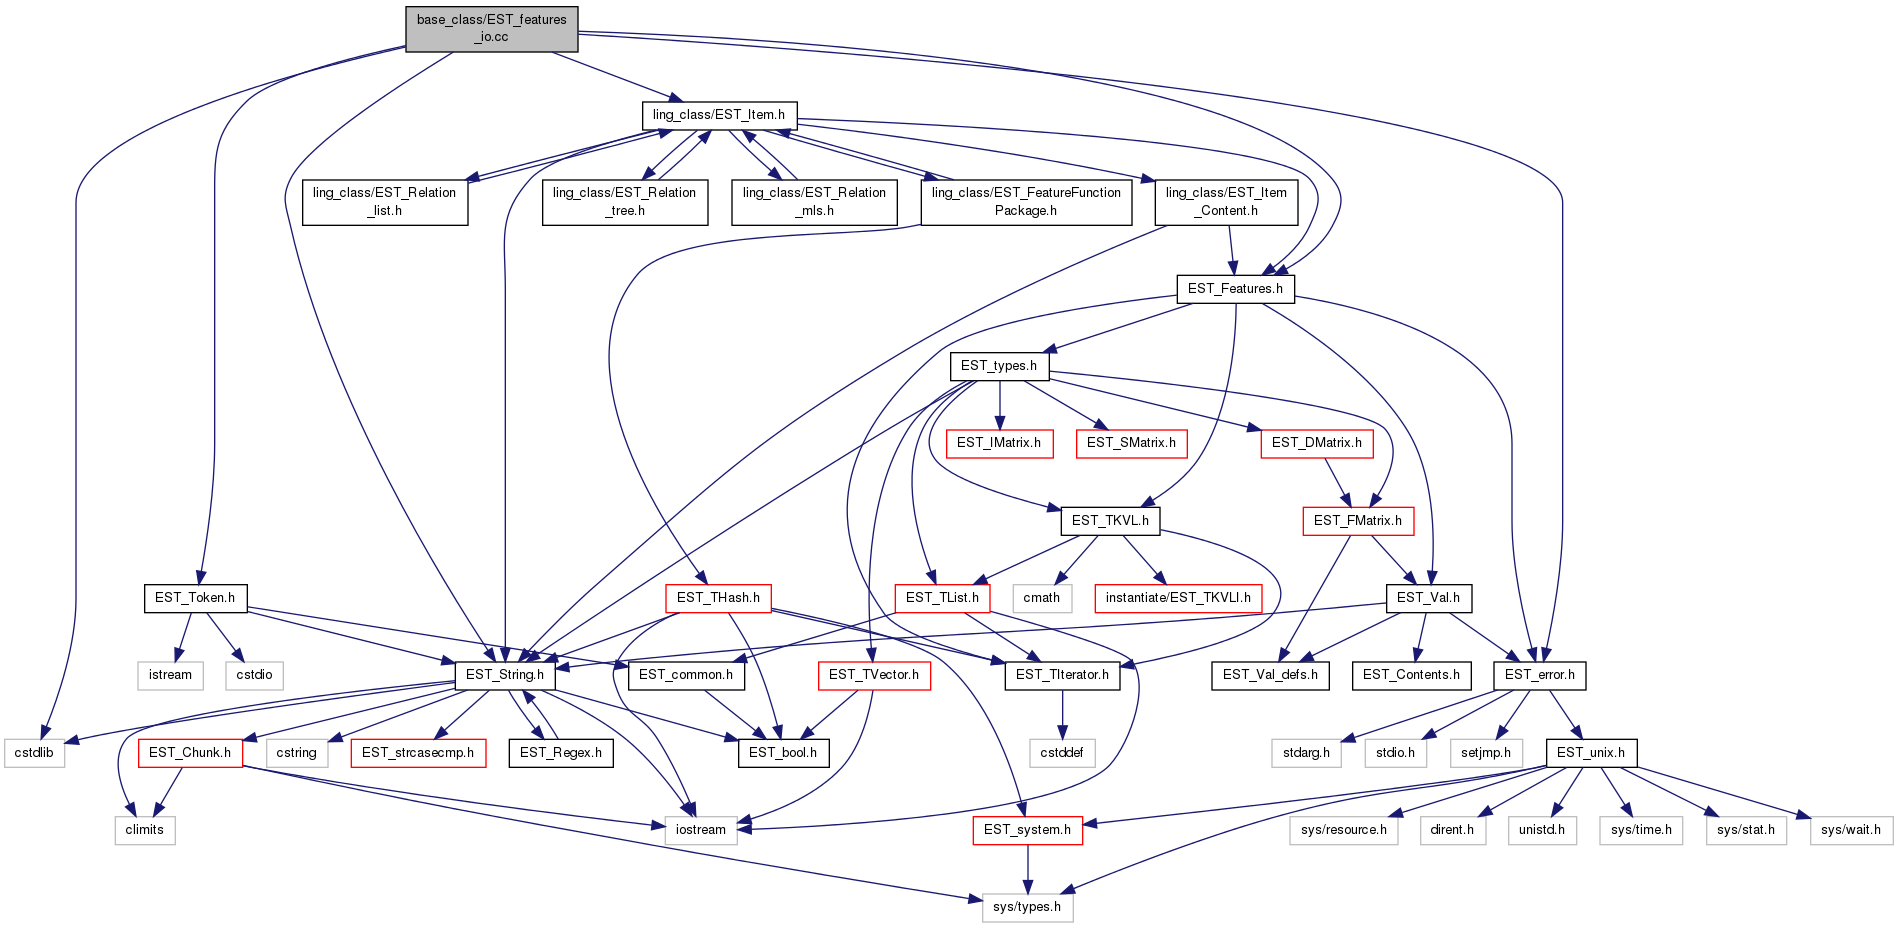 base_class/EST_features
_io.cc
ling_class/EST_Item.h
ling_class/EST_Relation
_list.h
ling_class/EST_Relation
_tree.h
ling_class/EST_Relation
_mls.h
ling_class/EST_FeatureFunction
Package.h
ling_class/EST_Item
_Content.h
EST_Features.h
EST_types.h
EST_IMatrix.h
EST_SMatrix.h
EST_DMatrix.h
EST_TKVL.h
EST_FMatrix.h
EST_Token.h
EST_THash.h
EST_TList.h
cmath
instantiate/EST_TKVLI.h
EST_Val.h
istream
cstdio
EST_String.h
EST_common.h
EST_TVector.h
EST_TIterator.h
EST_Val_defs.h
EST_Contents.h
EST_error.h
cstdlib
EST_Chunk.h
cstring
EST_strcasecmp.h
EST_Regex.h
EST_bool.h
cstddef
stdarg.h
stdio.h
setjmp.h
EST_unix.h
climits
iostream
EST_system.h
sys/resource.h
dirent.h
unistd.h
sys/time.h
sys/stat.h
sys/wait.h
sys/types.h